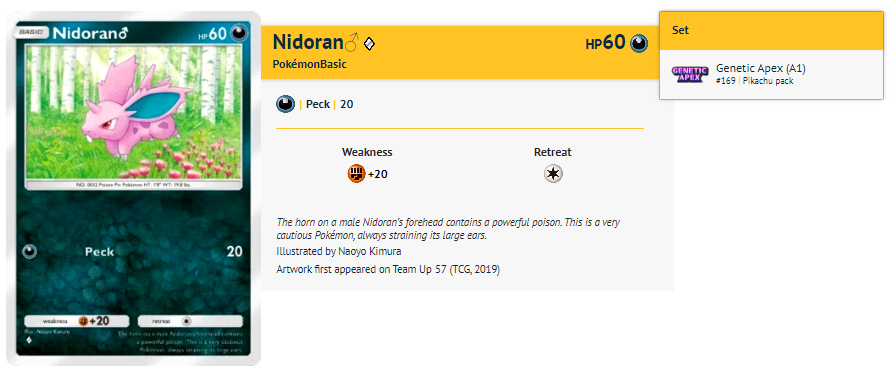 BASIC
Nidoran♂
HP60
NO. 0032 Poison Pin Pokémon HT: 1'8" WT: 19.8 lbs.
Peck 20
weakness +20 retreat
Illus. Naoyo Kimura
The horn on a male Nidoran's forehead contains
a powerful poison. This is a very cautious
Pokémon, always straining its large ears.
Nidoran♂ ◊ HP60
PokémonBasic
| Peck | 20
Weakness
+20
Retreat
The horn on a male Nidoran's forehead contains a powerful poison. This is a very
cautious Pokémon, always straining its large ears.
Illustrated by Naoyo Kimura
Artwork first appeared on Team Up 57 (TCG, 2019)
Set
GENETIC
APEX
Genetic Apex (A1)
#169 | Pikachu pack